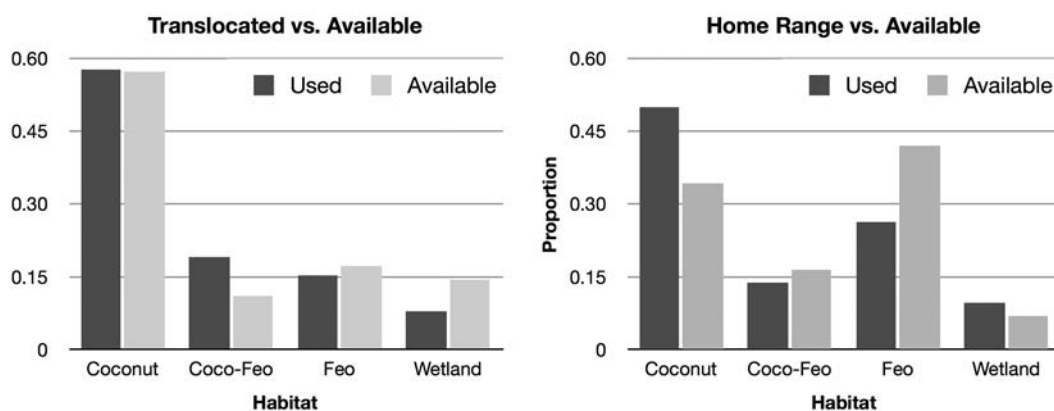 Translocated vs. Available
0.60
Used
Available
0.45
0.30
0.15
0
Coconut
Coco-Feo
Feo
Wetland
Habitat
Home Range vs. Available
Proportion
0.60
Used
Available
0.45
0.30
0.15
0
Coconut
Coco-Feo
Feo
Wetland
Habitat